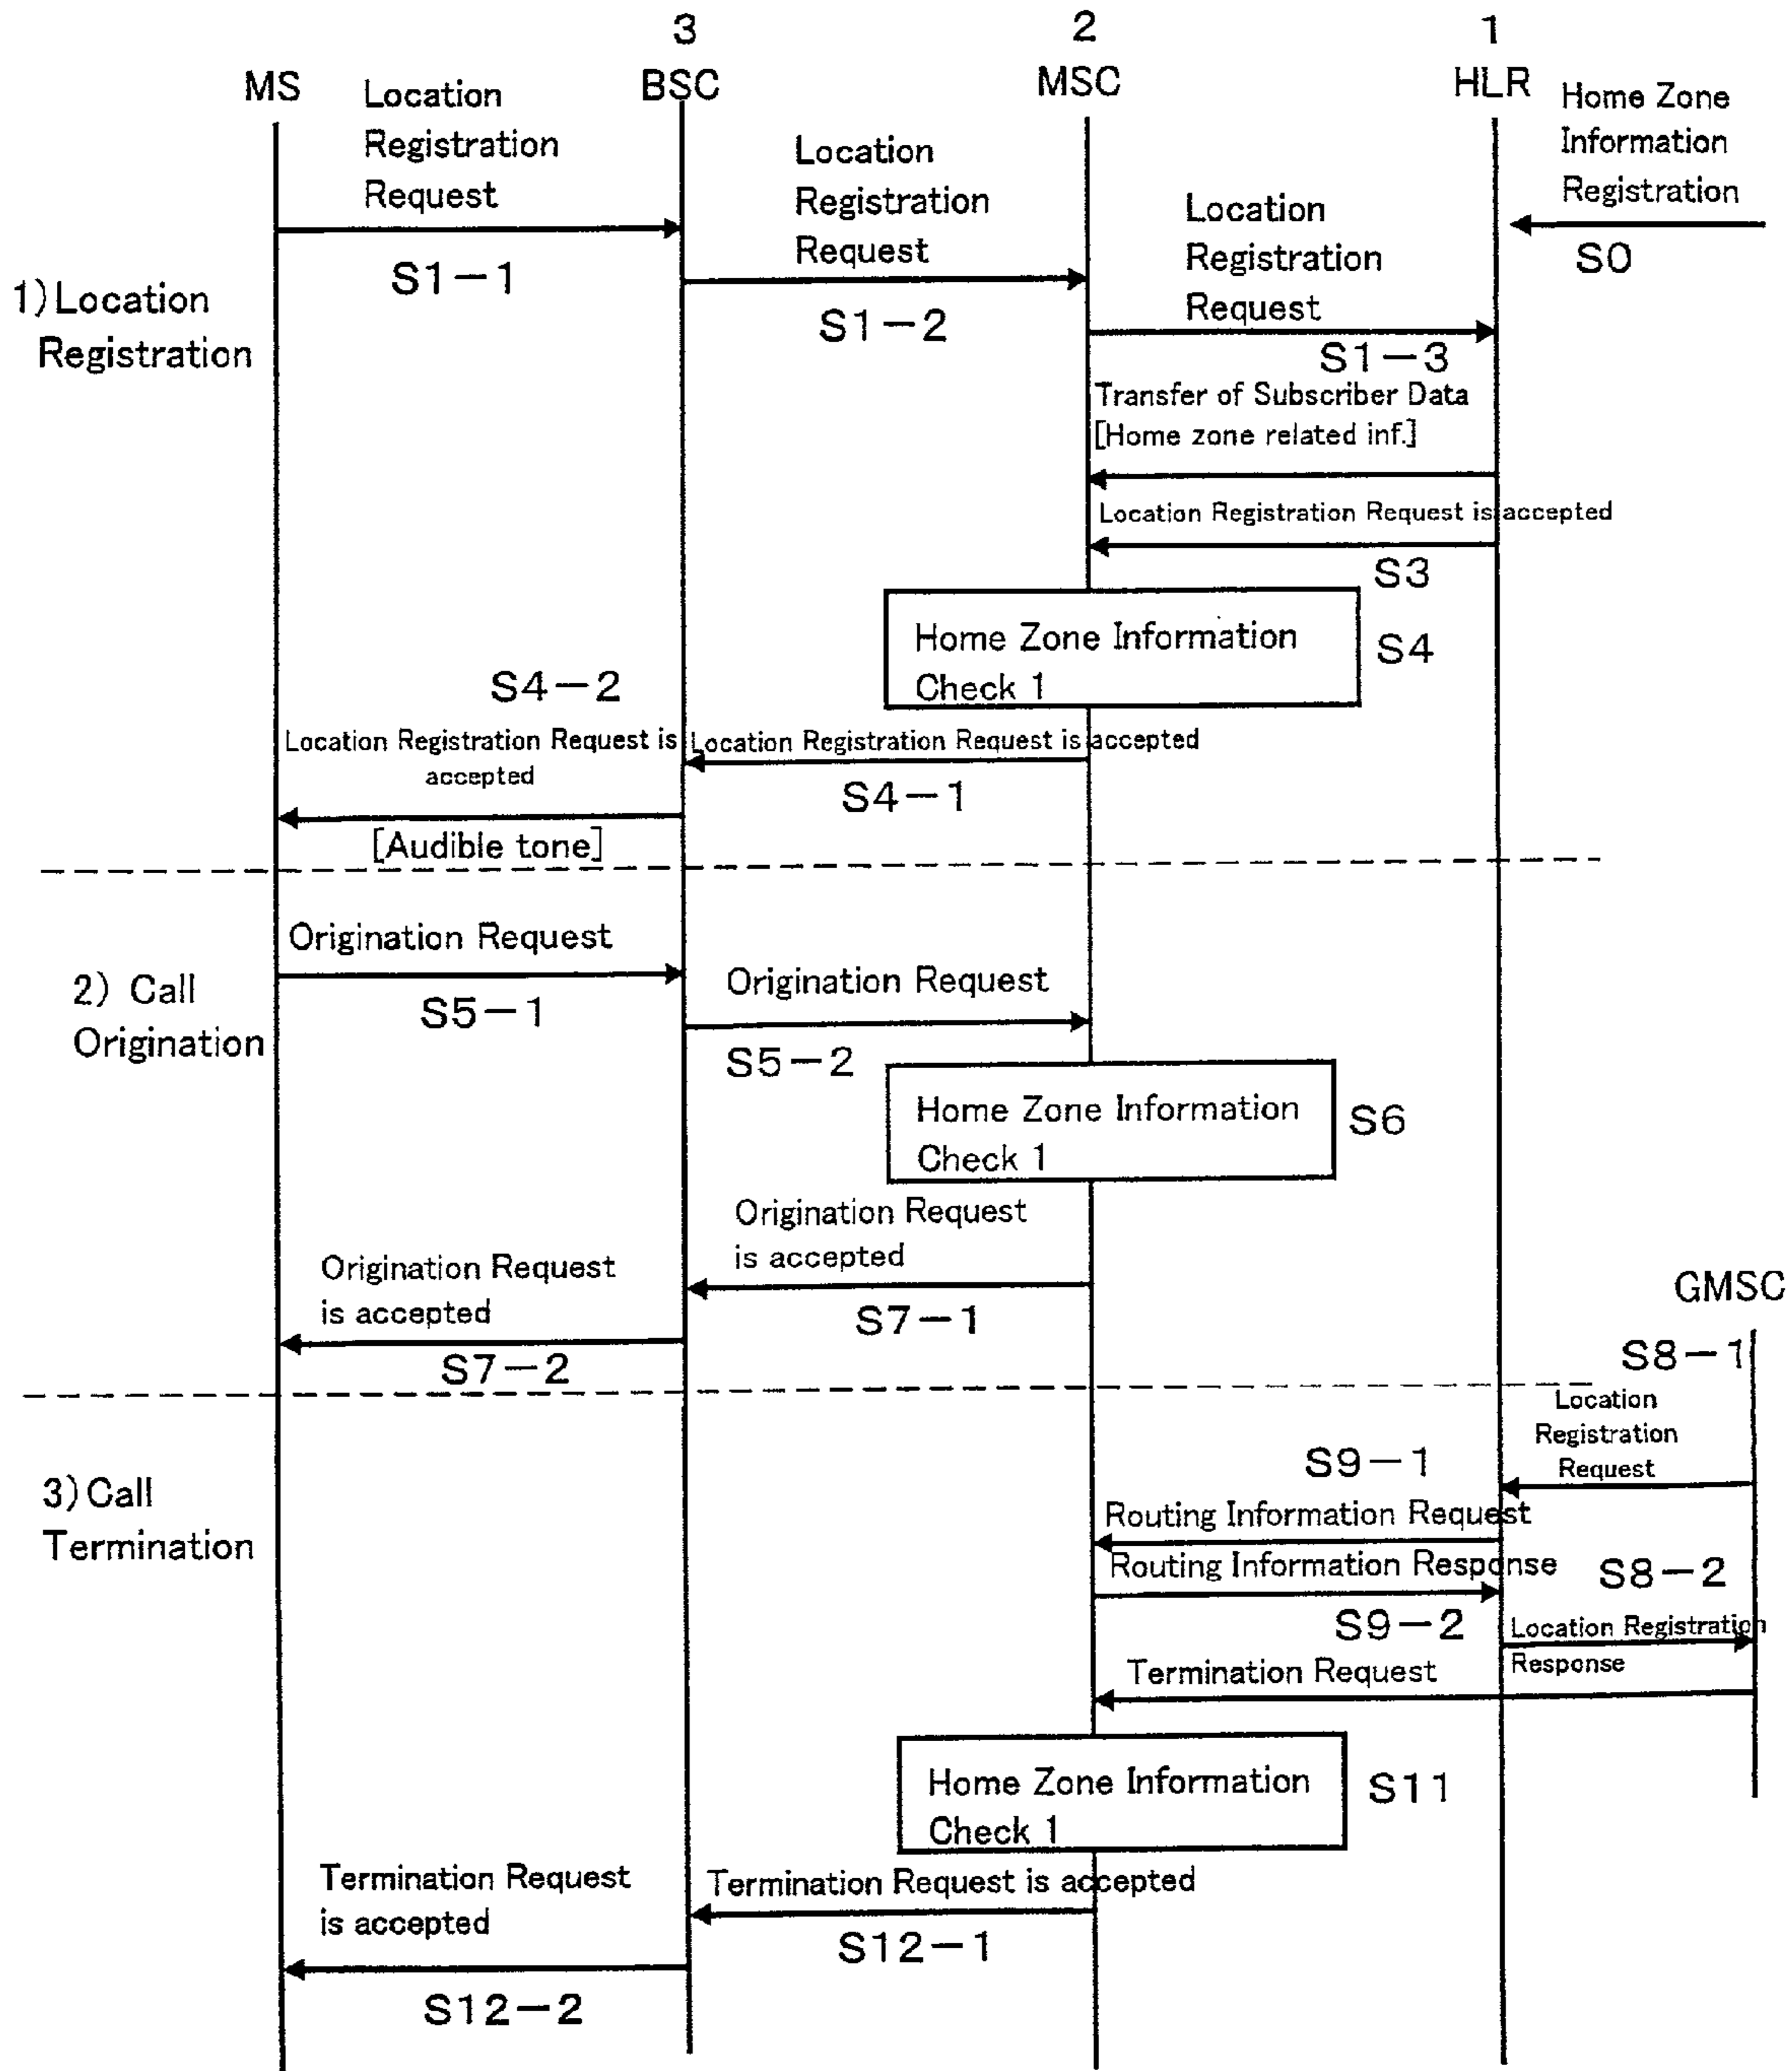 3
2
1
MS
BSC
MSC
HLR
Location
Registration
Request
Location
Registration
Request
Location
Registration
Request
Home Zone
Information
Registration
S1-1
S1-2
S1-3
S0
1) Location
Registration
Transfer of Subscriber Data
[Home zone related inf.]
Location Registration Request is accepted
S3
Home Zone Information
Check 1
S4
S4-2
Location Registration Request is
accepted
Location Registration Request is accepted
S4-1
[Audible tone]
Origination Request
S5-1
2) Call
Origination
Origination Request
S5-2
Home Zone Information
Check 1
S6
Origination Request
is accepted
S7-1
Origination Request
is accepted
S7-2
GMSC
S8-1
Location
Registration
Request
3) Call
Termination
S9-1
Routing Information Request
Routing Information Response
S9-2
S8-2
Location Registration
Response
Termination Request
Home Zone Information
Check 1
S11
Termination Request is accepted
S12-1
Termination Request
is accepted
S12-2